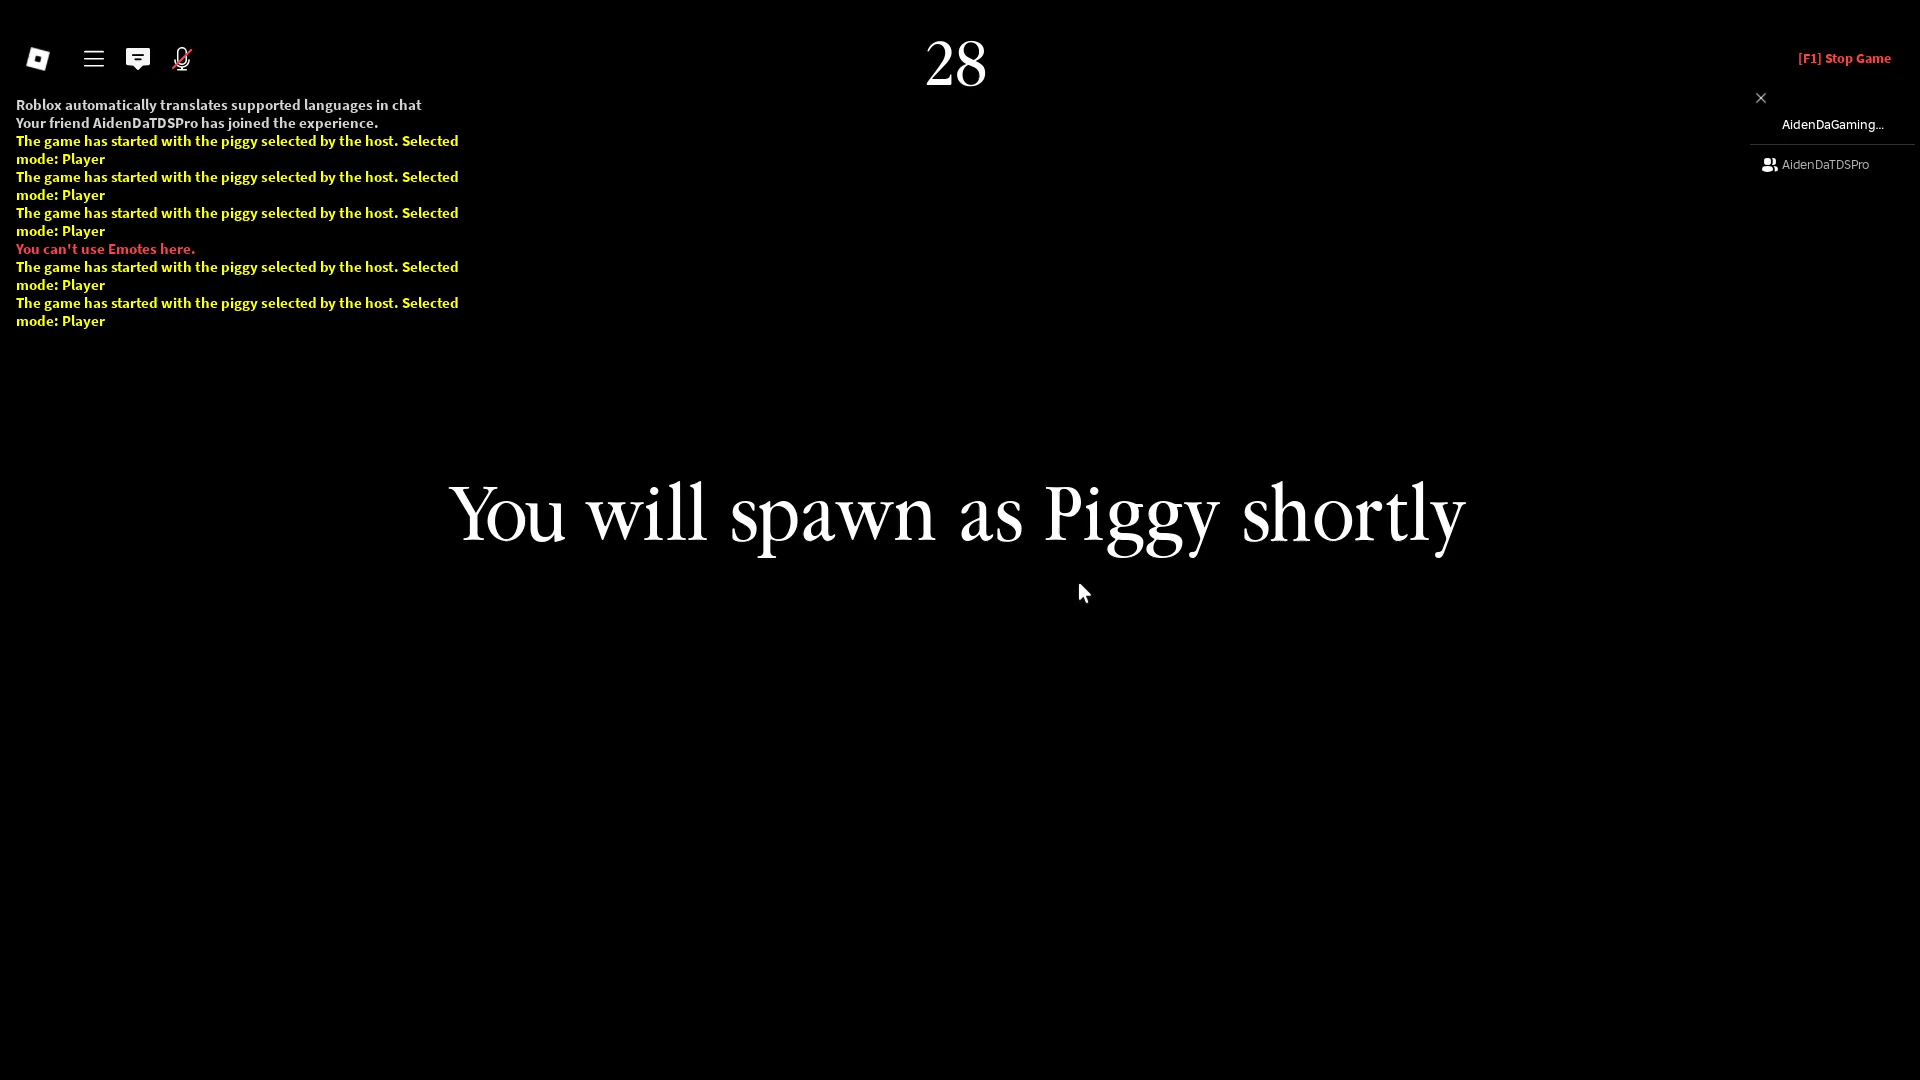 28
[F1] Stop Game
Roblox automatically translates supported languages in chat
Your friend AidenDaTDSPro has joined the experience.
The game has started with the piggy selected by the host. Selected
mode: Player
The game has started with the piggy selected by the host. Selected
mode: Player
The game has started with the piggy selected by the host. Selected
mode: Player
You can't use Emotes here.
The game has started with the piggy selected by the host. Selected
mode: Player
The game has started with the piggy selected by the host. Selected
mode: Player
AidenDaGaming...
AidenDaTDSPro
You will spawn as Piggy shortly